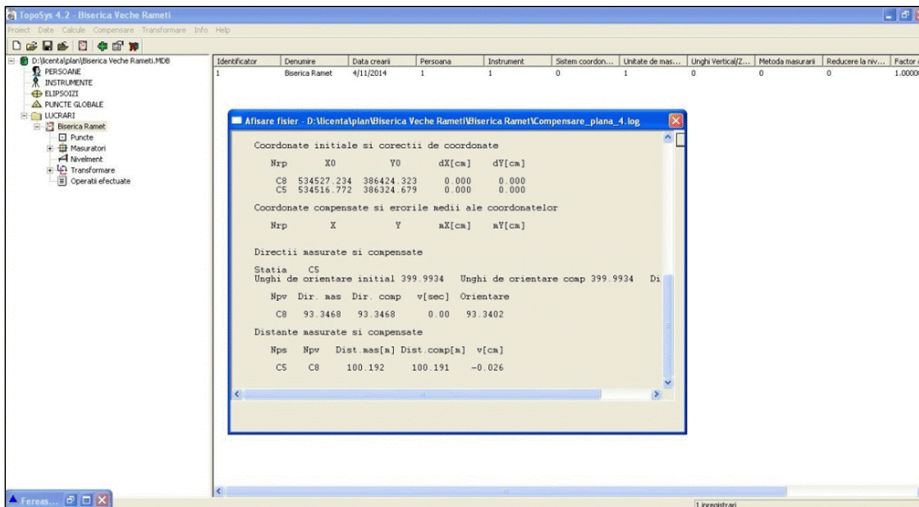 TopoSys 4.2 - Biserica Veche Rameti
Proiect Date Calcule Compensare Transformare Info Help
D:\licenta\plan\Biserica Veche Rameti.MDB
PERSOANE
INSTRUMENTE
ELIPSOIZI
PUNCTE GLOBALE
LUCRARI
Biserica Ramet
Puncte
Masuratori
Nivelment
Transformare
Operatii efectuate
Identificator Denumire Data crearii Persoana Instrument Sistem coordon... Unitate de mas... Unghi Vertical/Z... Metoda masurarii Reducere la niv... Factor
1 Biserica Ramet 4/11/2014 1 1 0 1 0 0 0 1.0000
Afisare fisier - D:\licenta\plan\Biserica Veche Rameti\Biserica Ramet\Compensare_plana_4.log
Coordonate initiale si corectii de coordonate
Nrp X0 Y0 dX[cm] dY[cm]
C8 534527.234 386424.323 0.000 0.000
C5 534516.772 386324.679 0.000 0.000
Coordonate compensate si erorile medii ale coordonatelor
Nrp X Y mX[cm] mY[cm]
Directii masurate si compensate
Statia C5
Unghi de orientare initial 399.9934 Unghi de orientare comp 399.9934 Di
Npv Dir. mas Dir. comp v[sec] Orientare
C8 93.3468 93.3468 0.00 93.3402
Distante masurate si compensate
Nps Npv Dist.mas[m] Dist.comp[m] v[cm]
C5 C8 100.192 100.191 -0.026
Fereas...
1 inregistrari